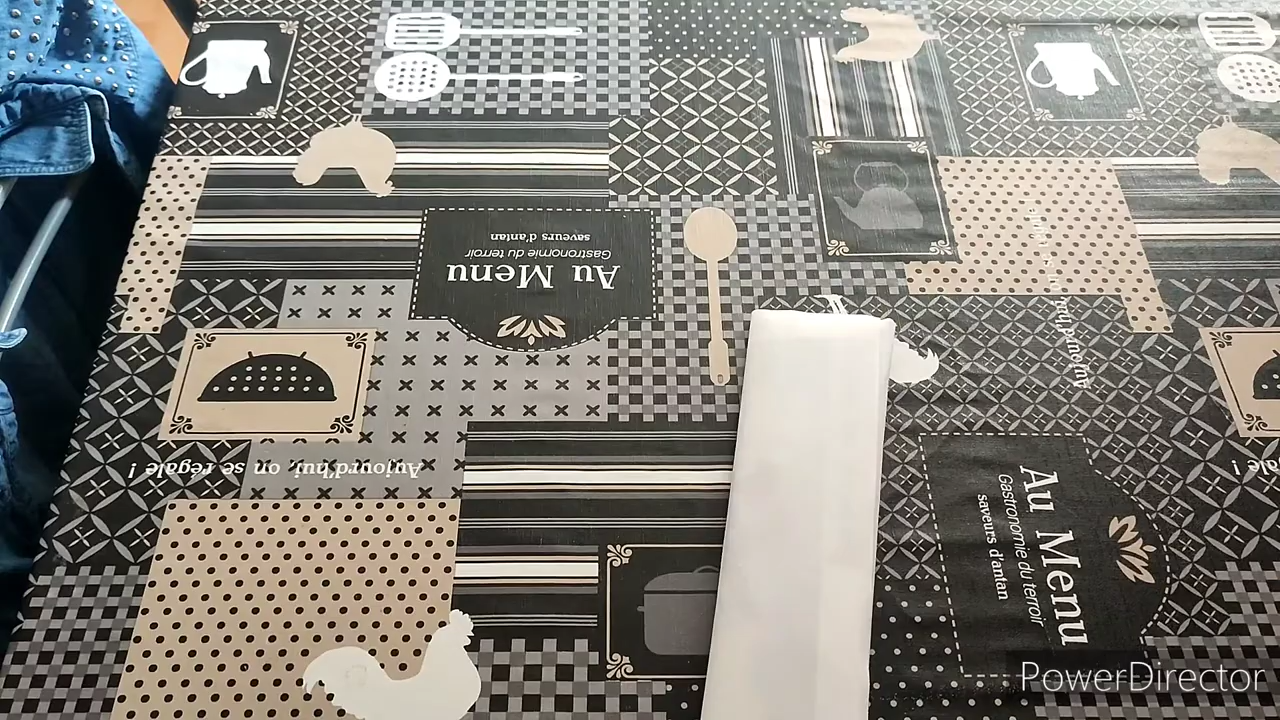 Au Menu
Gastronomie du terroir
saveurs d'antan
Aujourd'hui, on se régale !
Au Menu
Gastronomie du terroir
saveurs d'antan
ale !
PowerDirector